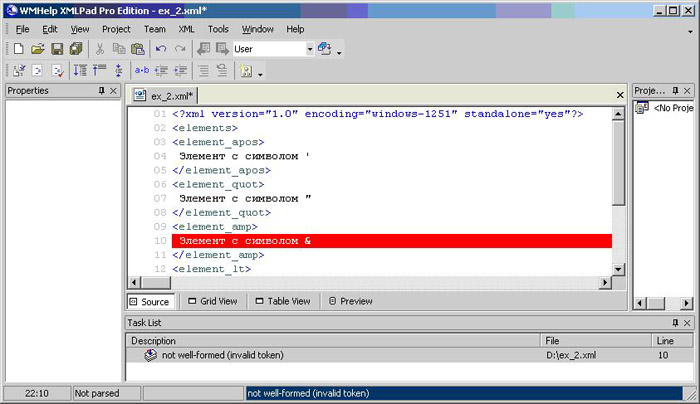 WMHelp XMLPad Pro Edition - ex_2.xml*
File Edit View Project Team XML Tools Window Help
User
Properties
ex_2.xml*
Proje...
<No Proje
01 <?xml version="1.0" encoding="windows-1251" standalone="yes"?>
02 <elements>
03 <element_apos>
04 Элемент с символом '
05 </element_apos>
06 <element_quot>
07 Элемент с символом "
08 </element_quot>
09 <element_amp>
10 Элемент с символом &
11 </element_amp>
12 <element_lt>
Source Grid View Table View Preview
Task List
Description File Line
not well-formed (invalid token) D:\ex_2.xml 10
22:10 Not parsed not well-formed (invalid token)